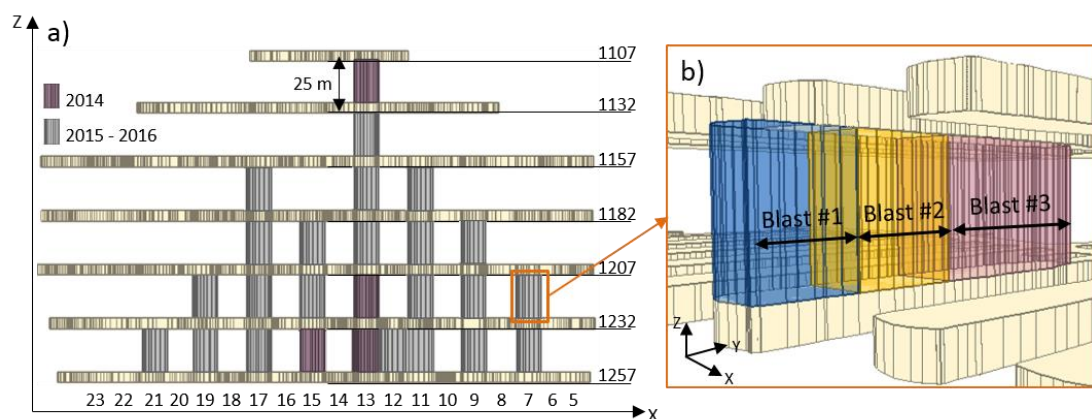 Z
a)
1107
25 m
2014
1132
2015 - 2016
1157
1182
1207
1232
1257
23 22 21 20 19 18 17 16 15 14 13 12 11 10 9 8 7 6 5
X
b)
Blast #1 Blast #2 Blast #3
Z
Y
X